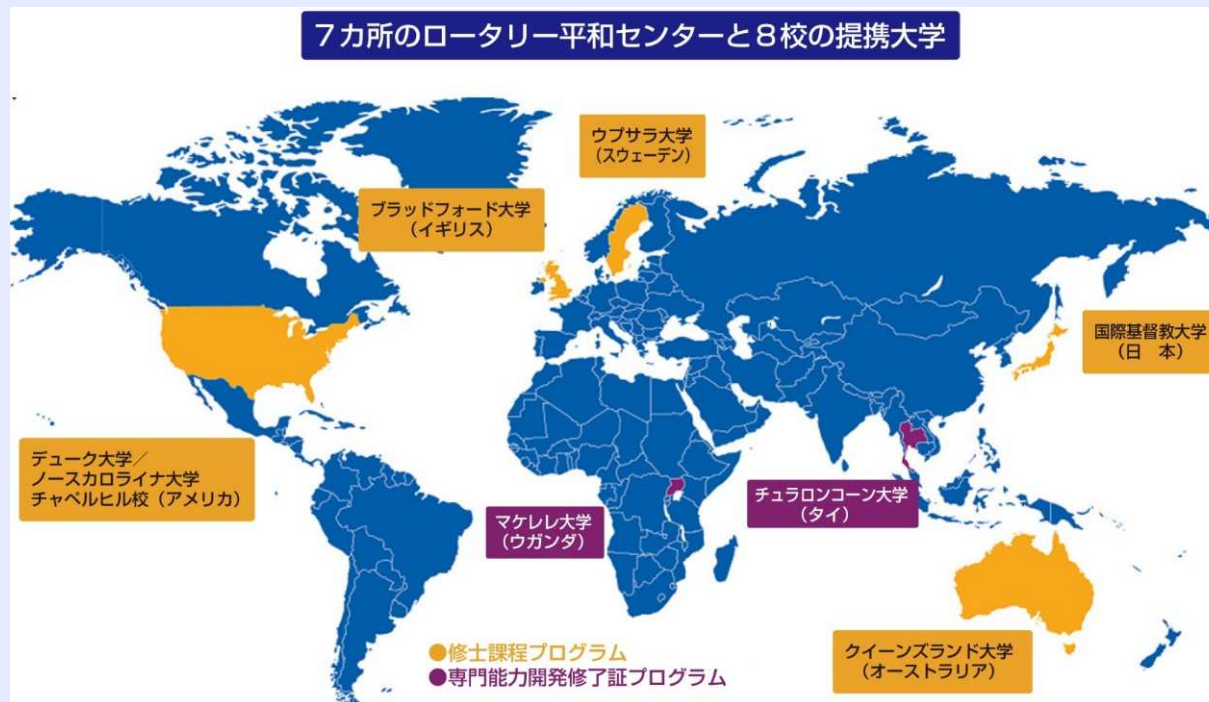 7カ所のロータリー平和センターと8校の提携大学
ウプサラ大学
（スウェーデン）
ブラッドフォード大学
（イギリス）
国際基督教大学
（日　本）
デューク大学／
ノースカロライナ大学
チャペルヒル校（アメリカ）
チュラロンコーン大学
（タイ）
マケレレ大学
（ウガンダ）
クイーンズランド大学
（オーストラリア）
●修士課程プログラム
●専門能力開発修了証プログラム